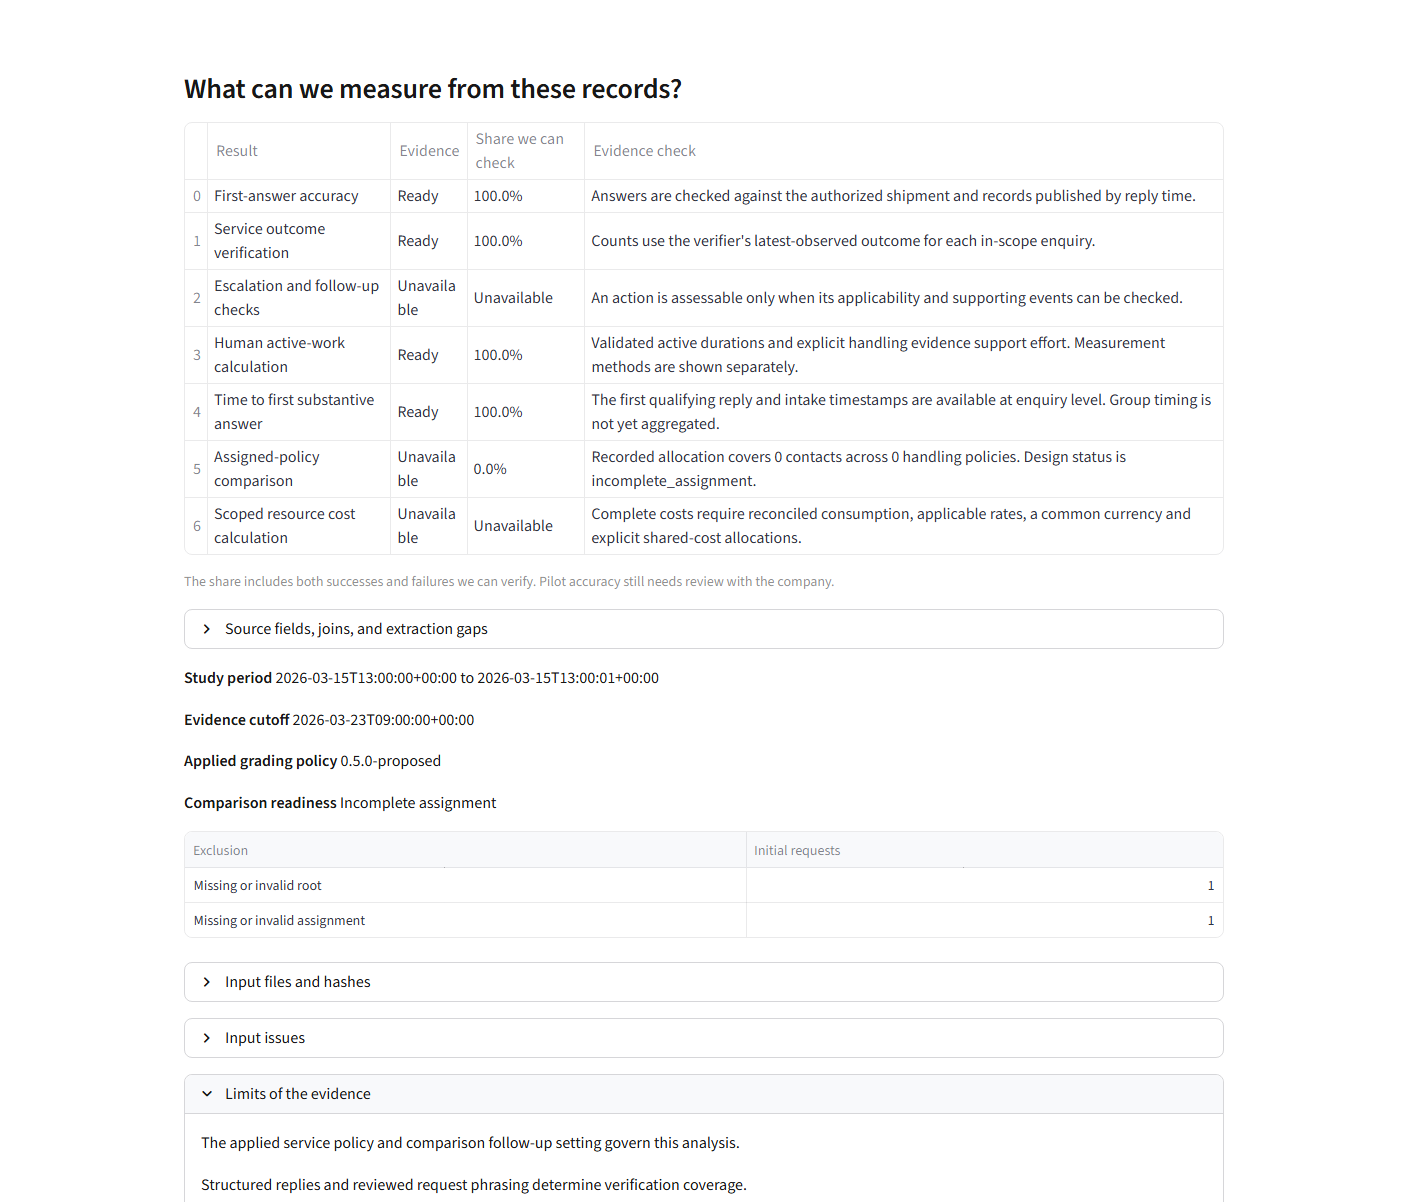 What can we measure from these records?
Result
Evidence
Share we can
check
Evidence check
0
First-answer accuracy
Ready
100.0%
Answers are checked against the authorized shipment and records published by reply time.
1
Service outcome
verification
Ready
100.0%
Counts use the verifier's latest-observed outcome for each in-scope enquiry.
2
Escalation and follow-up
checks
Unavaila
ble
Unavailable
An action is assessable only when its applicability and supporting events can be checked.
3
Human active-work
calculation
Ready
100.0%
Validated active durations and explicit handling evidence support effort. Measurement
methods are shown separately.
4
Time to first substantive
answer
Ready
100.0%
The first qualifying reply and intake timestamps are available at enquiry level. Group timing is
not yet aggregated.
5
Assigned-policy
comparison
Unavaila
ble
0.0%
Recorded allocation covers 0 contacts across 0 handling policies. Design status is
incomplete_assignment.
6
Scoped resource cost
calculation
Unavaila
ble
Unavailable
Complete costs require reconciled consumption, applicable rates, a common currency and
explicit shared-cost allocations.
The share includes both successes and failures we can verify. Pilot accuracy still needs review with the company.
Source fields, joins, and extraction gaps
Study period 2026-03-15T13:00:00+00:00 to 2026-03-15T13:00:01+00:00
Evidence cutoff 2026-03-23T09:00:00+00:00
Applied grading policy 0.5.0-proposed
Comparison readiness Incomplete assignment
Exclusion
Initial requests
Missing or invalid root
1
Missing or invalid assignment
1
Input files and hashes
Input issues
Limits of the evidence
The applied service policy and comparison follow-up setting govern this analysis.
Structured replies and reviewed request phrasing determine verification coverage.